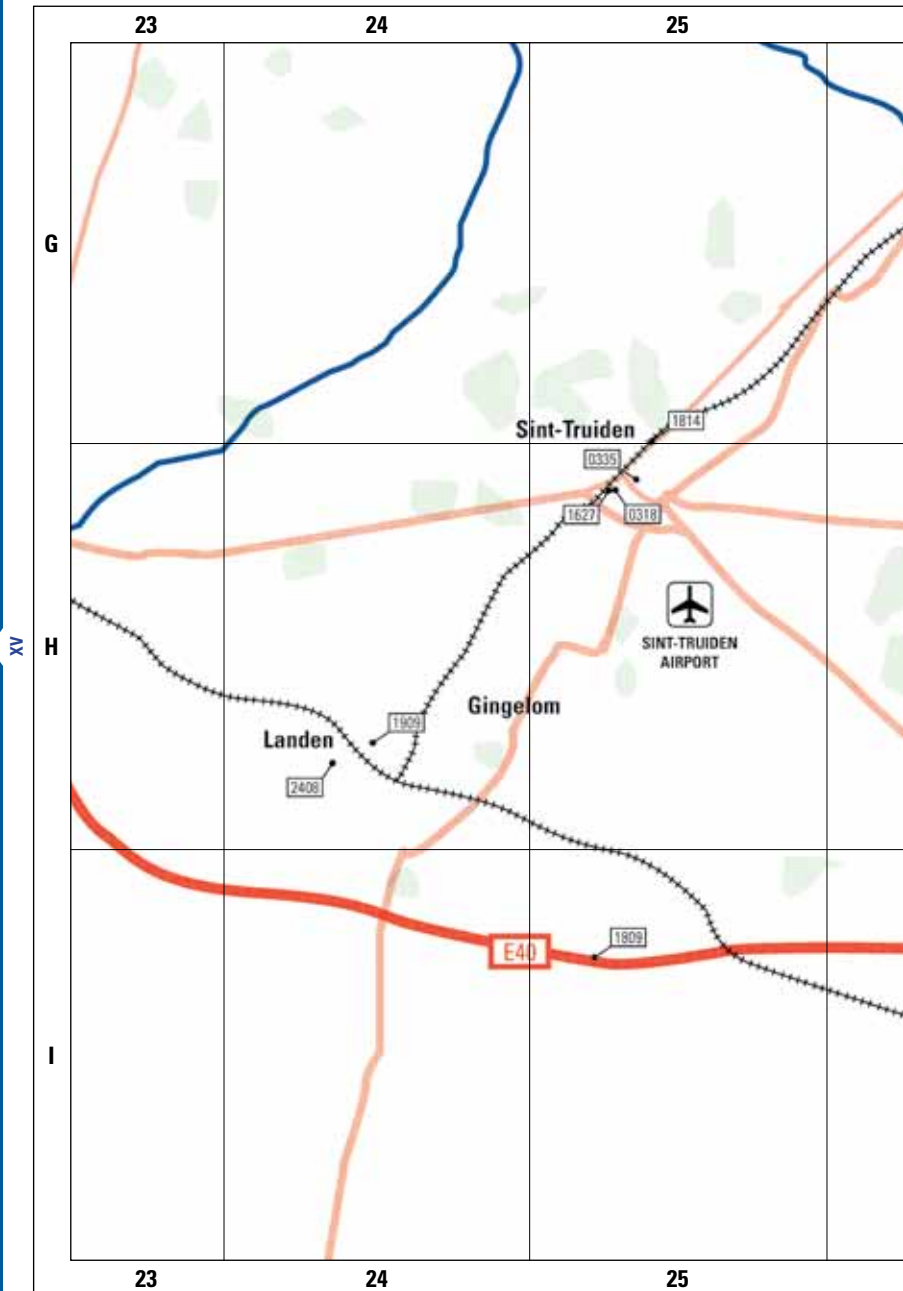 23 24 25
G
Sint-Truiden
1814
0335
1627 0318
XV
H
SINT-TRUIDEN
AIRPORT
Gingelom
1909
Landen
2408
1809
E40
I
23 24 25